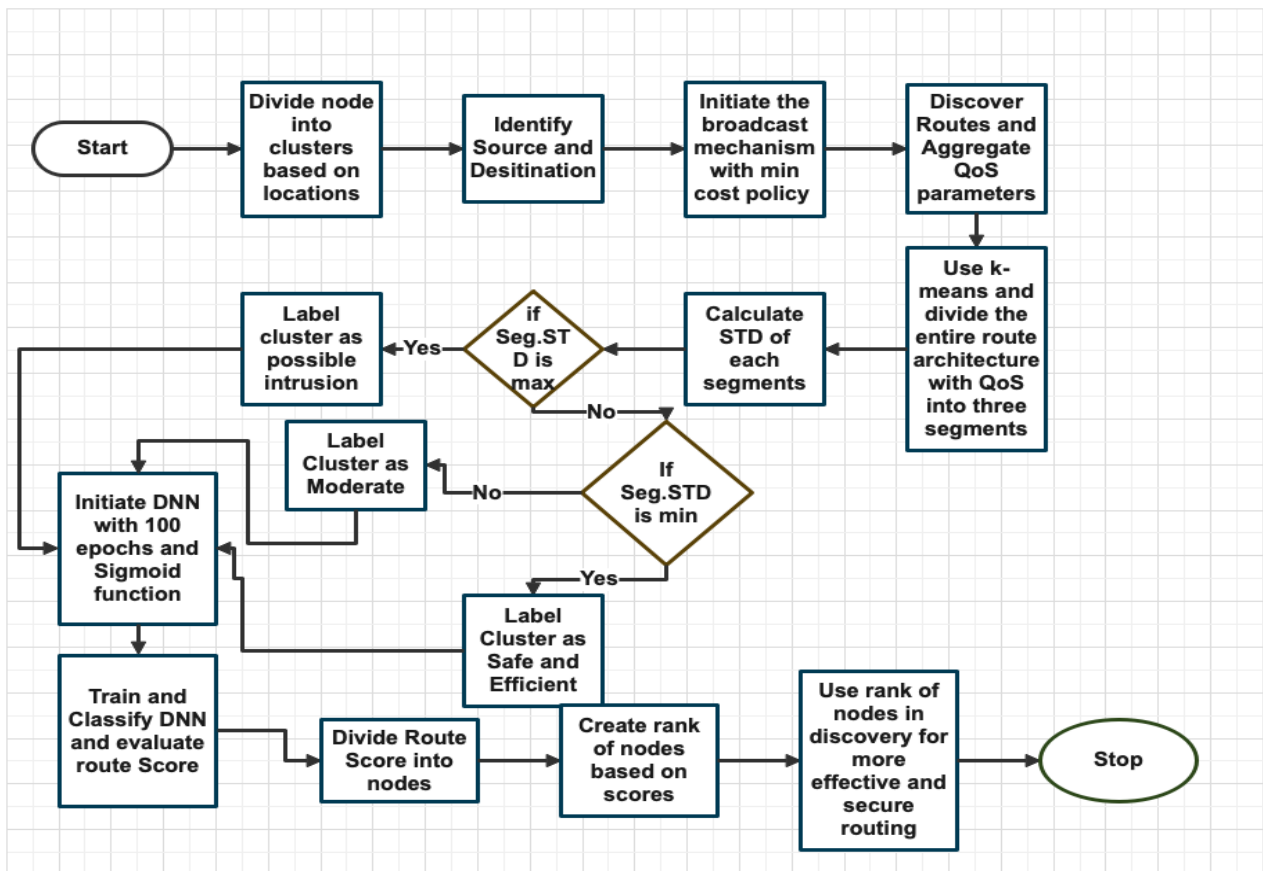 Start
Divide node
into
clusters
based on
locations
Identify
Source and
Desitination
Initiate the
broadcast
mechanism
with min
cost policy
Discover
Routes and
Aggregate
QoS
parameters
Use k-
means and
divide the
entire route
architecture
with QoS
into three
segments
Calculate
STD of
each
segments
if
Seg.ST
D is
max
Yes
Label
cluster as
possible
intrusion
No
If
Seg.STD
is min
No
Label
Cluster as
Moderate
Yes
Label
Cluster as
Safe and
Efficient
Initiate DNN
with 100
epochs and
Sigmoid
function
Train and
Classify DNN
and evaluate
route Score
Divide Route
Score into
nodes
Create rank
of nodes
based on
scores
Use rank of
nodes in
discovery for
more
effective and
secure
routing
Stop